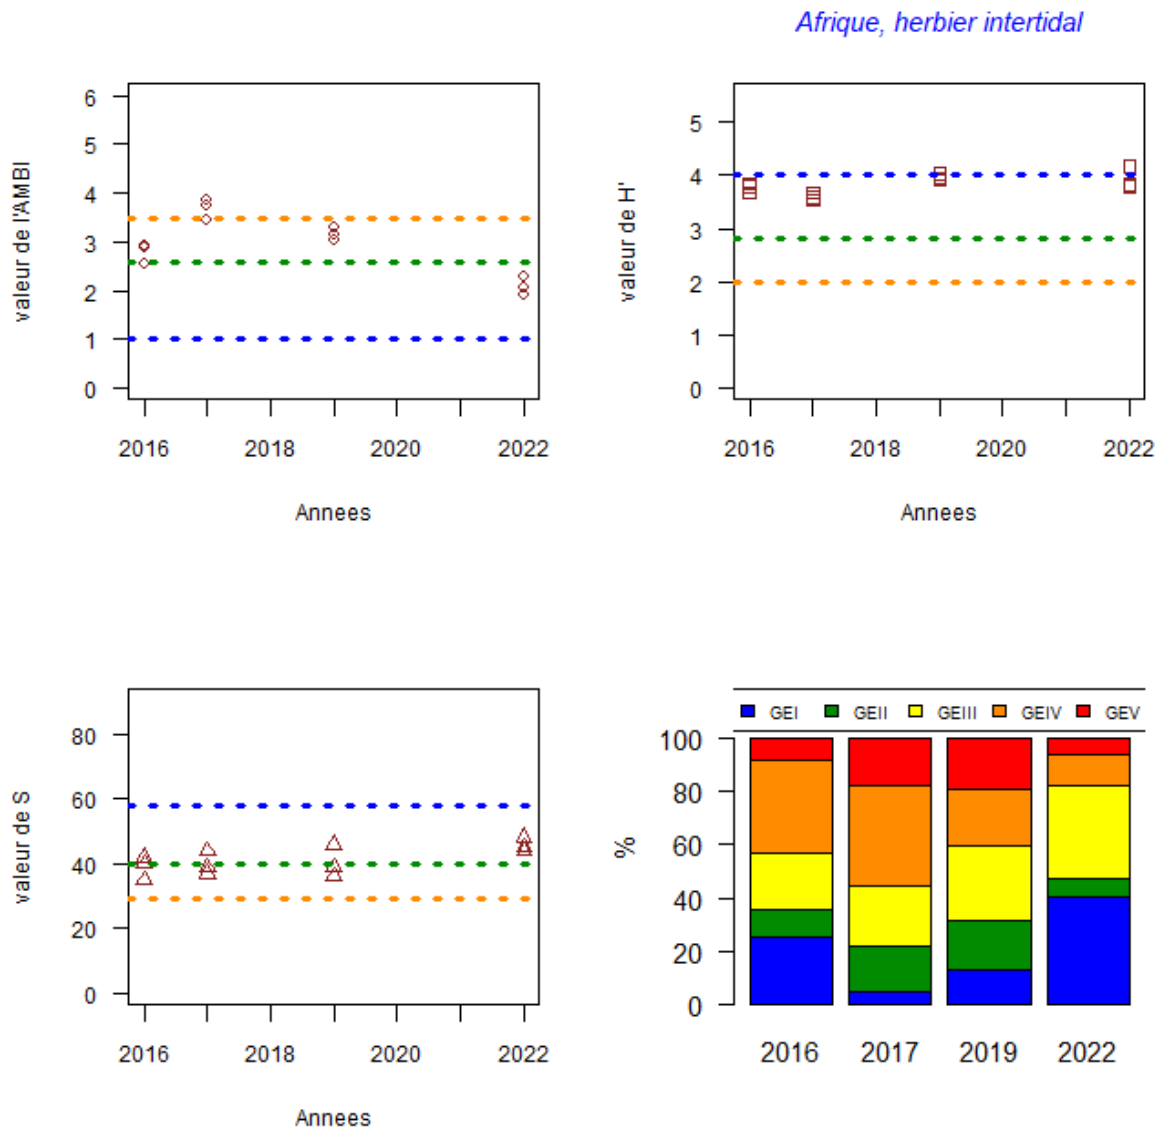 Afrique, herbier intertidal
valeur de l'AMBI
6
5
4
3
2
1
0
2016 2018 2020 2022
Annees
valeur de H'
5
4
3
2
1
0
2016 2018 2020 2022
Annees
valeur de S
80
60
40
20
0
2016 2018 2020 2022
Annees
GEI GEII GEIII GEIV GEV
%
100
80
60
40
20
0
2016 2017 2019 2022